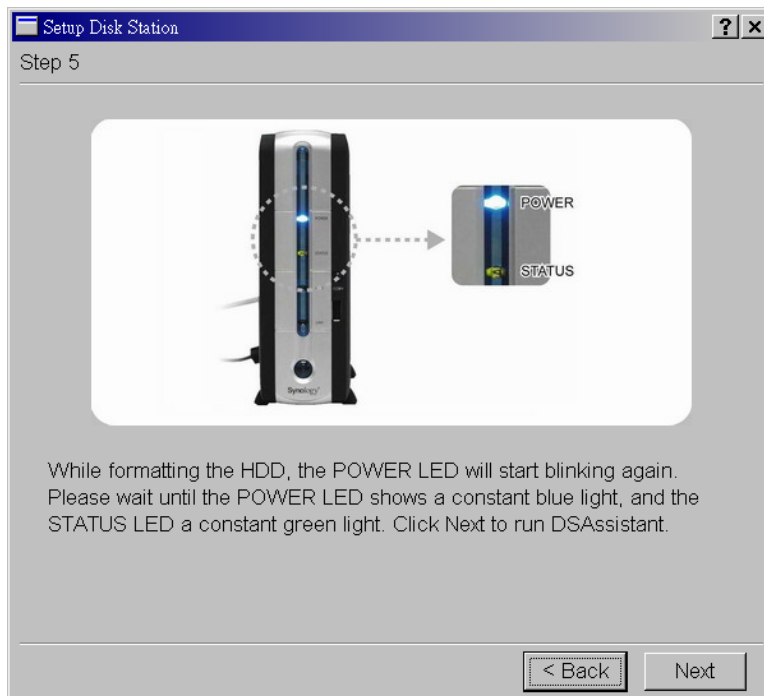 Setup Disk Station
? ×
Step 5
POWER
STATUS
Synology
While formatting the HDD, the POWER LED will start blinking again.
Please wait until the POWER LED shows a constant blue light, and the
STATUS LED a constant green light. Click Next to run DSAssistant.
< Back
Next